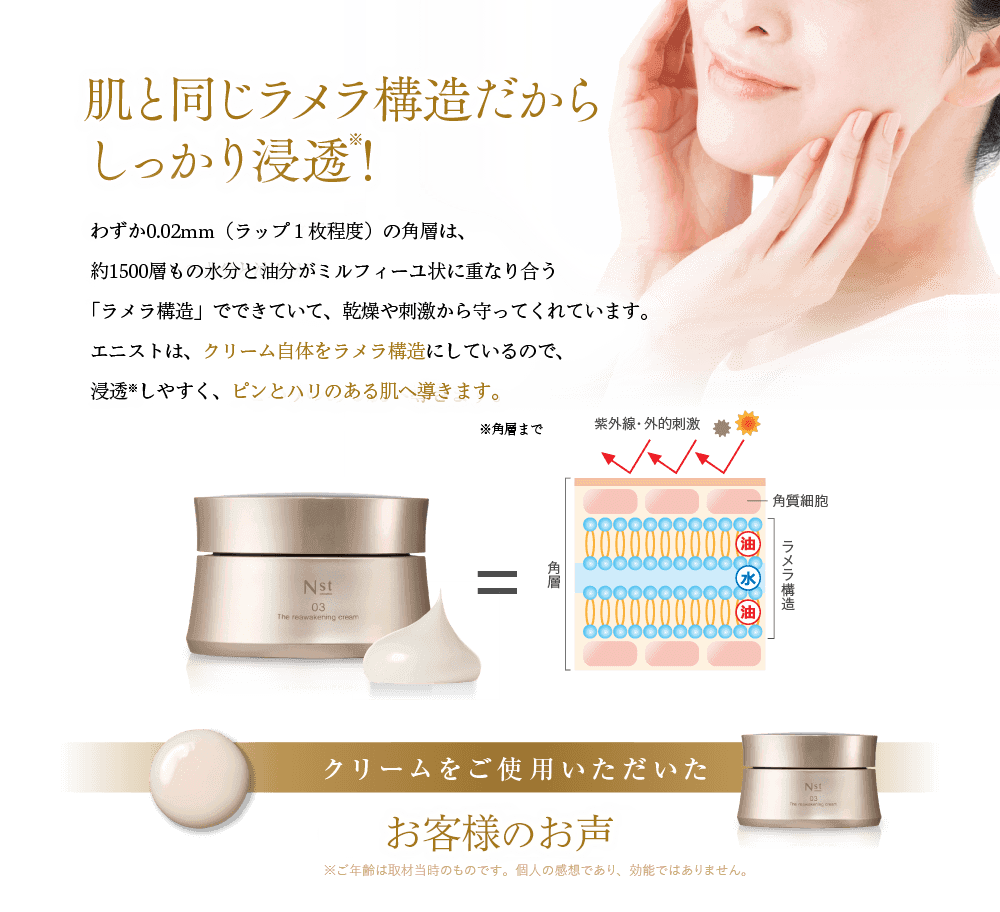 肌と同じラメラ構造だから
しっかり浸透※!
わずか0.02mm（ラップ１枚程度）の角層は、
約1500層もの水分と油分がミルフィーユ状に重なり合う
「ラメラ構造」でできていて、乾燥や刺激から守ってくれています。
エニストは、クリーム自体をラメラ構造にしているので、
浸透※しやすく、ピンとハリのある肌へ導きます。
※角層まで
紫外線・外的刺激
角質細胞
油
水
油
角層
ラメラ構造
Nst
03
The reawakening cream
クリームをご使用いただいた
Nst
03
The reawakening cream
お客様のお声
※ご年齢は取材当時のものです。個人の感想であり、効能ではありません。